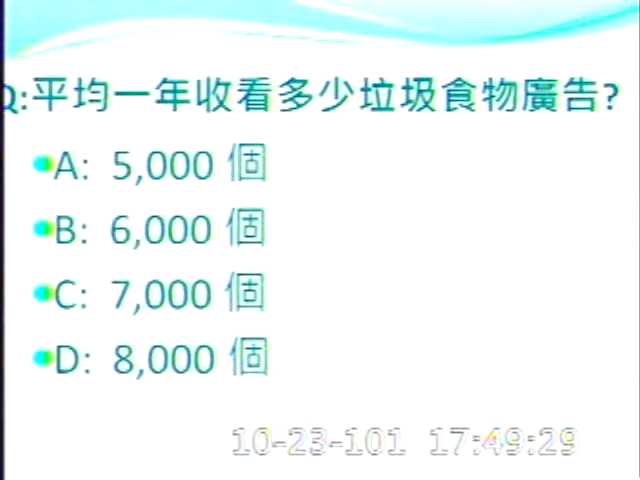 Q:平均一年收看多少垃圾食物廣告?
A: 5,000 個
B: 6,000 個
C: 7,000 個
D: 8,000 個
10-23-101 17:49:29